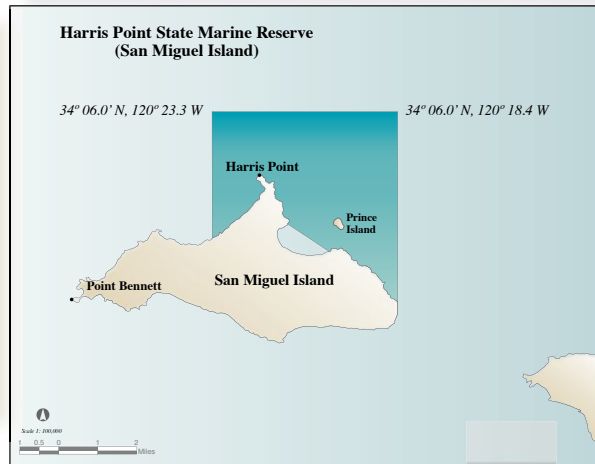 Harris Point State Marine Reserve
(San Miguel Island)
34º 06.0' N, 120º 23.3 W
34º 06.0' N, 120º 18.4 W
Harris Point
Prince
Island
San Miguel Island
Point Bennett
Scale 1: 100,000
1 0.5 0 1 2
Miles